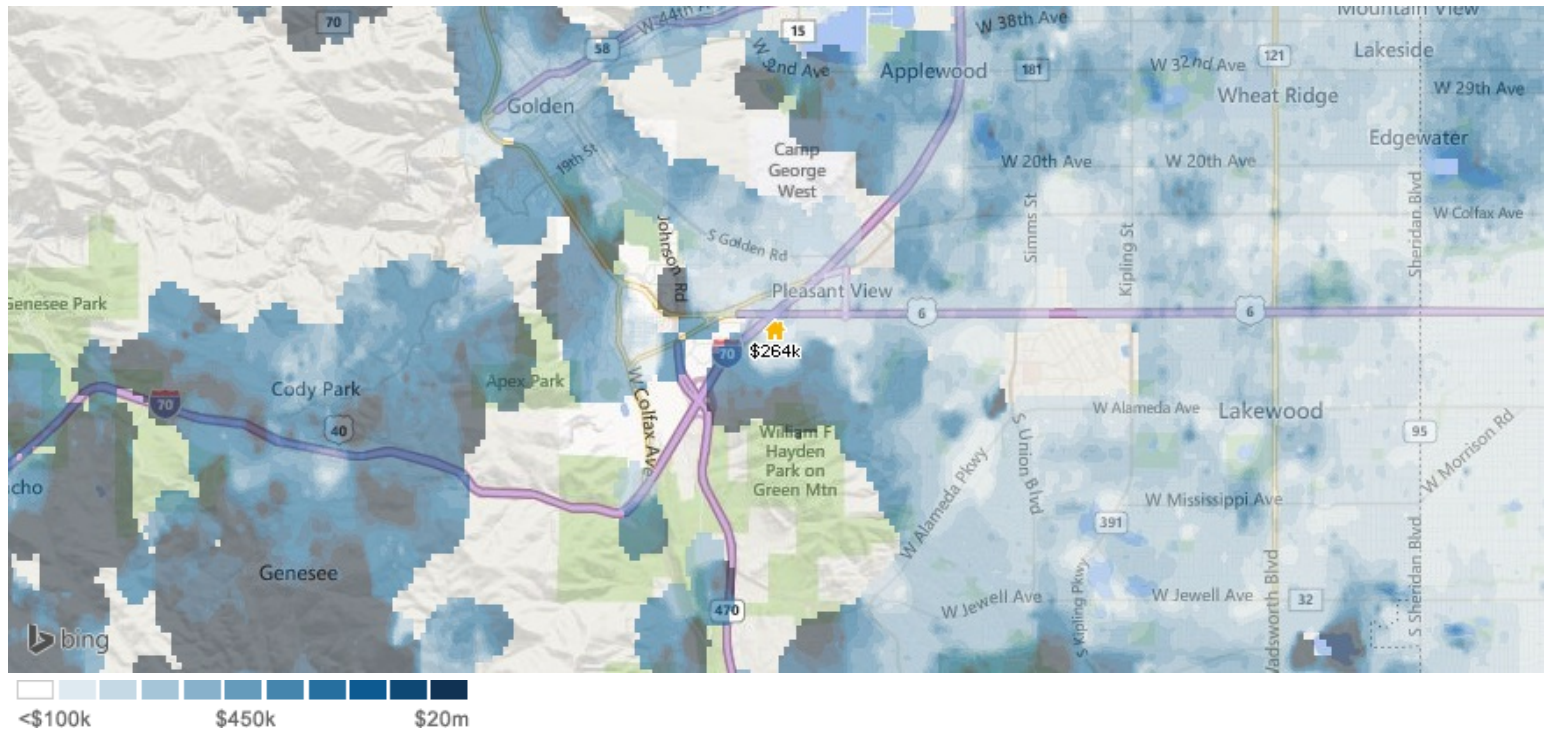 70
W 44th A
15
W 38th Ave
Mountain View
58
W 32nd Ave
Applewood
181
W 32nd Ave
121
Lakeside
Golden
Wheat Ridge
W 29th Ave
Edgewater
19th St
Camp
George
West
W 20th Ave
W 20th Ave
Johnson Rd
S Golden Rd
Simms St
Kipling St
Sheridan Blvd
W Colfax Ave
Genesee Park
Pleasant View
6
6
$264k
70
70
Cody Park
Apex Park
40
W Colfax Ave
William F
Hayden
Park on
Green Mtn
W Alameda Ave
Lakewood
95
W Morrison Rd
cho
W Alameda Pkwy
S Union Blvd
W Mississippi Ave
391
Genesee
470
W Jewell Ave
S Kipling Pkwy
W Jewell Ave
Wadsworth Blvd
32
S Sheridan Blvd
bing
<$100k
$450k
$20m